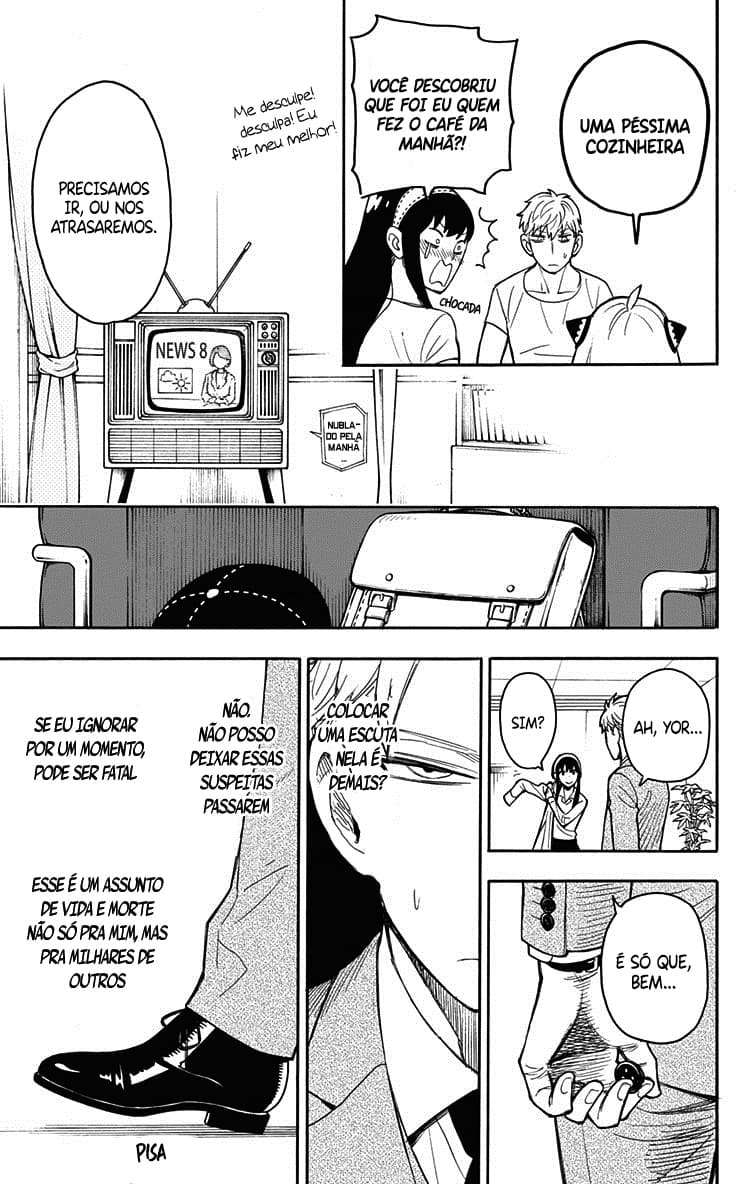 UMA PÉSSIMA
COZINHEIRA
VOCÊ DESCOBRIU
QUE FOI EU QUEM
FEZ O CAFÉ DA
MANHÃ?!
CHOCADA
Me desculpe!
desculpa! Eu
fiz meu melhor!
PRECISAMOS
IR, OU NOS
ATRASAREMOS.
NEWS 8
NUBLA-
DO PELA
MANHÃ
...
AH, YOR...
SIM?
É SÓ QUE,
BEM...
COLOCAR
UMA ESCUTA
NELA É
DEMAIS?
NÃO.
NÃO POSSO
DEIXAR ESSAS
SUSPEITAS
PASSAREM
SE EU IGNORAR
POR UM MOMENTO,
PODE SER FATAL
ESSE É UM ASSUNTO
DE VIDA E MORTE
NÃO SÓ PRA MIM, MAS
PRA MILHARES DE
OUTROS
PISA